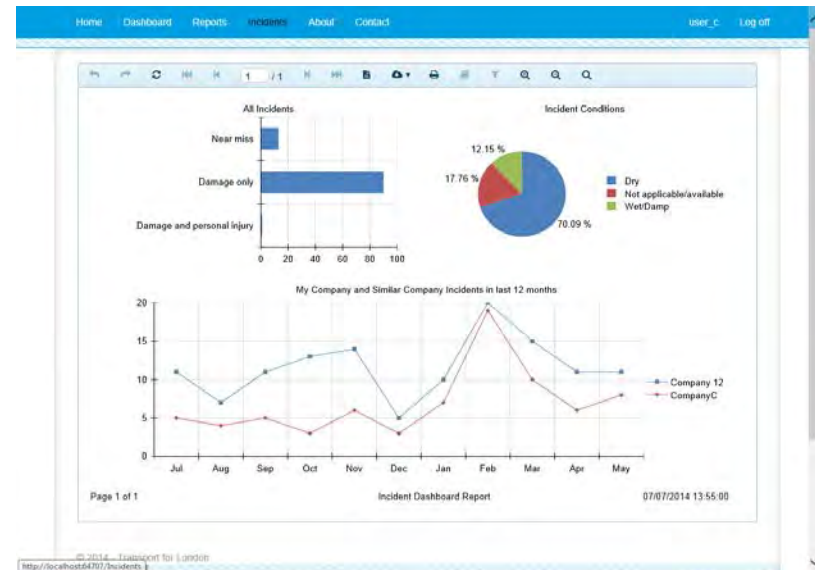 Home Dashboard Reports Incidents About Contact user_c Log off
1 / 1
All Incidents
Near miss
Damage only
Damage and personal injury
0 20 40 60 80 100
Incident Conditions
12.15 %
17.76 %
70.09 %
Dry
Not applicable/available
Wet/Damp
My Company and Similar Company Incidents in last 12 months
20
15
10
5
0
Jul Aug Sep Oct Nov Dec Jan Feb Mar Apr May
Company 12
CompanyC
Page 1 of 1 Incident Dashboard Report 07/07/2014 13:55:00
© 2014 - Transport for London
http://localhost:64707/Incidents